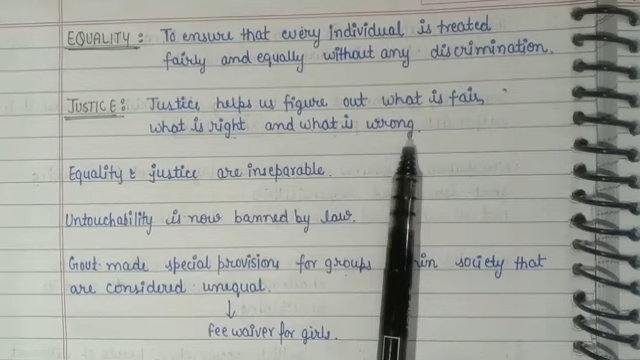 EQUALITY: To ensure that every individual is treated
fairly and equally without any discrimination.
JUSTICE: Justice helps us figure out what is fair,
what is right and what is wrong.
Equality & justice are inseparable.
Untouchability is now banned by law.
Govt made special provisions for groups in society that
are considered unequal.
↓
fee waiver for girls.